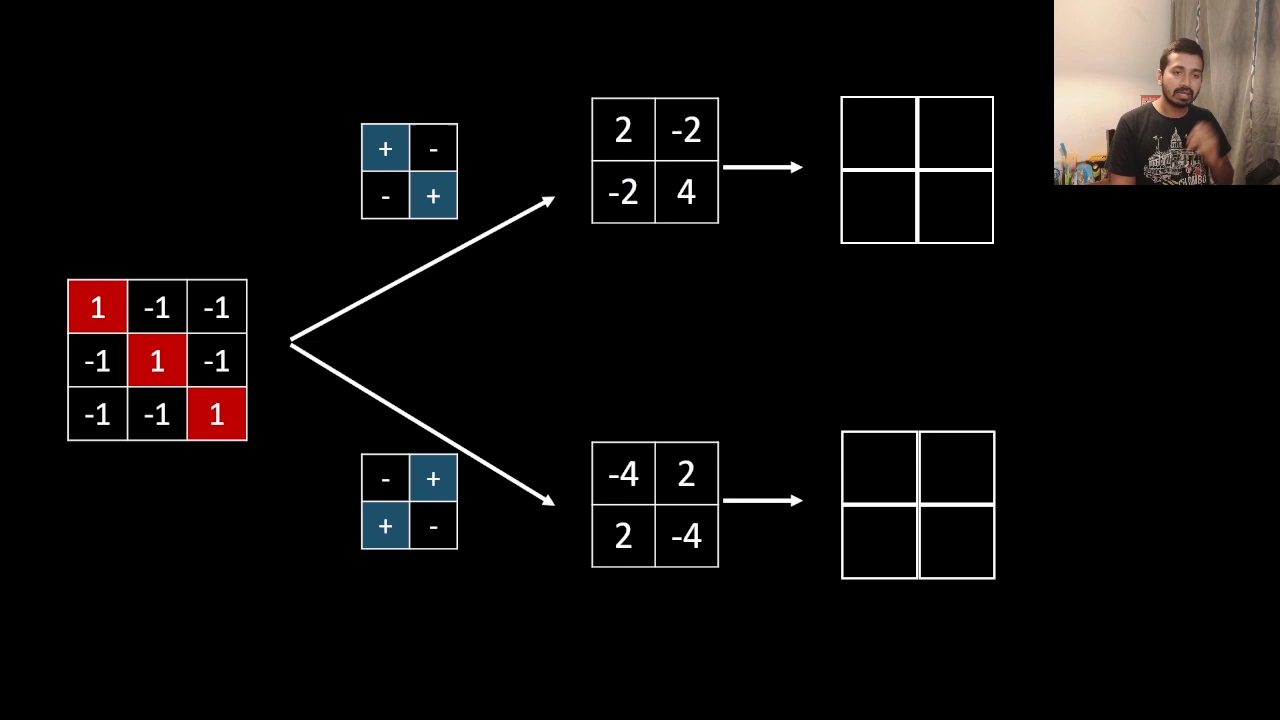 + -
- +
2 -2
-2 4
1 -1 -1
-1 1 -1
-1 -1 1
- +
+ -
-4 2
2 -4